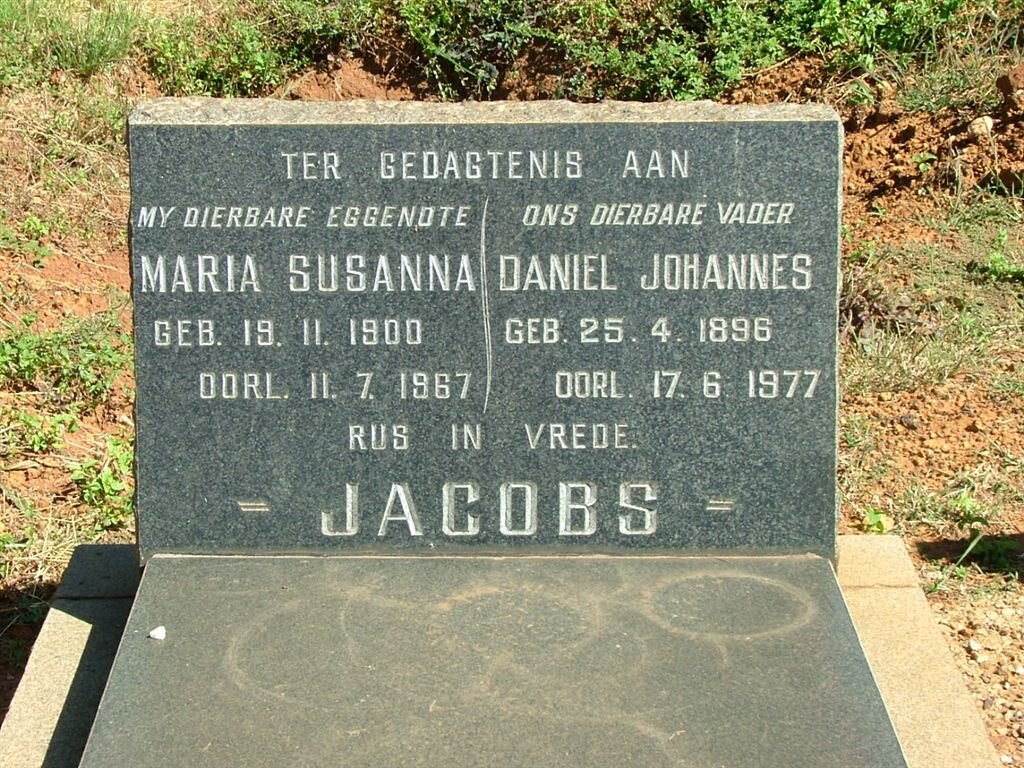 TER GEDAGTENIS AAN
MY DIERBARE EGGENOTE
MARIA SUSANNA
GEB. 19. 11. 1900
OORL. 11. 7. 1967
ONS DIERBARE VADER
DANIEL JOHANNES
GEB. 25. 4. 1896
OORL. 17. 6. 1977
RUS IN VREDE.
= JACOBS =